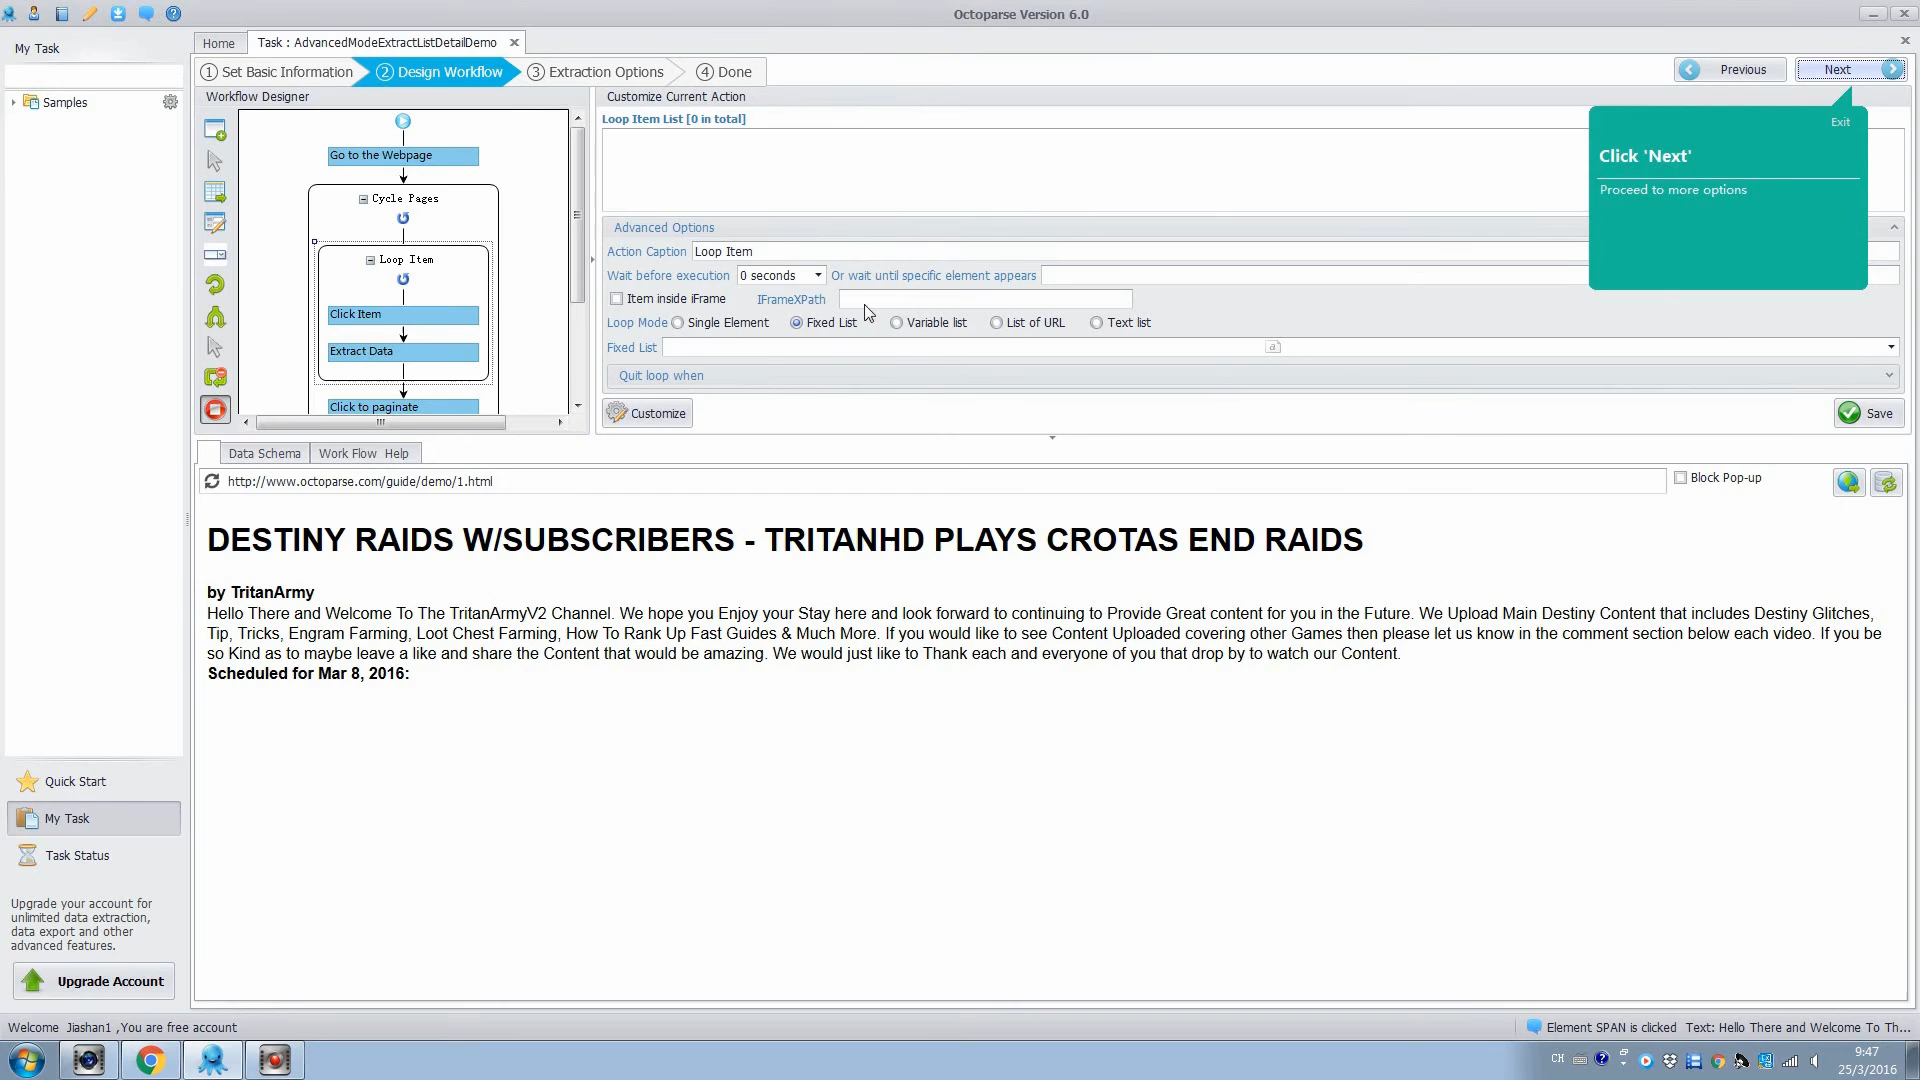 Octoparse Version 6.0
My Task
Home
Task : AdvancedModeExtractListDetailDemo
1 Set Basic Information
2 Design Workflow
3 Extraction Options
4 Done
Previous
Next
Samples
Workflow Designer
Go to the Webpage
Cycle Pages
Loop Item
Click Item
Extract Data
Click to paginate
Customize Current Action
Loop Item List [0 in total]
Exit
Click 'Next'
Proceed to more options
Advanced Options
Action Caption Loop Item
Wait before execution 0 seconds Or wait until specific element appears
Item inside iFrame IFrameXPath
Loop Mode Single Element Fixed List Variable list List of URL Text list
Fixed List
Quit loop when
Customize
Save
Data Schema
Work Flow Help
http://www.octoparse.com/guide/demo/1.html
Block Pop-up
DESTINY RAIDS W/SUBSCRIBERS - TRITANHD PLAYS CROTAS END RAIDS
by TritanArmy
Hello There and Welcome To The TritanArmyV2 Channel. We hope you Enjoy your Stay here and look forward to continuing to Provide Great content for you in the Future. We Upload Main Destiny Content that includes Destiny Glitches,
Tip, Tricks, Engram Farming, Loot Chest Farming, How To Rank Up Fast Guides & Much More. If you would like to see Content Uploaded covering other Games then please let us know in the comment section below each video. If you be
so Kind as to maybe leave a like and share the Content that would be amazing. We would just like to Thank each and everyone of you that drop by to watch our Content.
Scheduled for Mar 8, 2016:
Quick Start
My Task
Task Status
Upgrade your account for
unlimited data extraction,
data export and other
advanced features.
Upgrade Account
Welcome Jiashan1 ,You are free account
Element SPAN is clicked Text: Hello There and Welcome To Th...
CH
9:47
25/3/2016